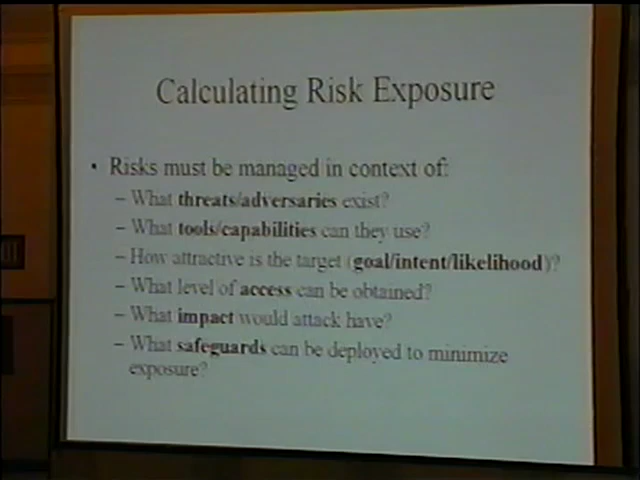 Calculating Risk Exposure
• Risks must be managed in context of:
– What threats/adversaries exist?
– What tools/capabilities can they use?
– How attractive is the target (goal/intent/likelihood)?
– What level of access can be obtained?
– What impact would attack have?
– What safeguards can be deployed to minimize
exposure?